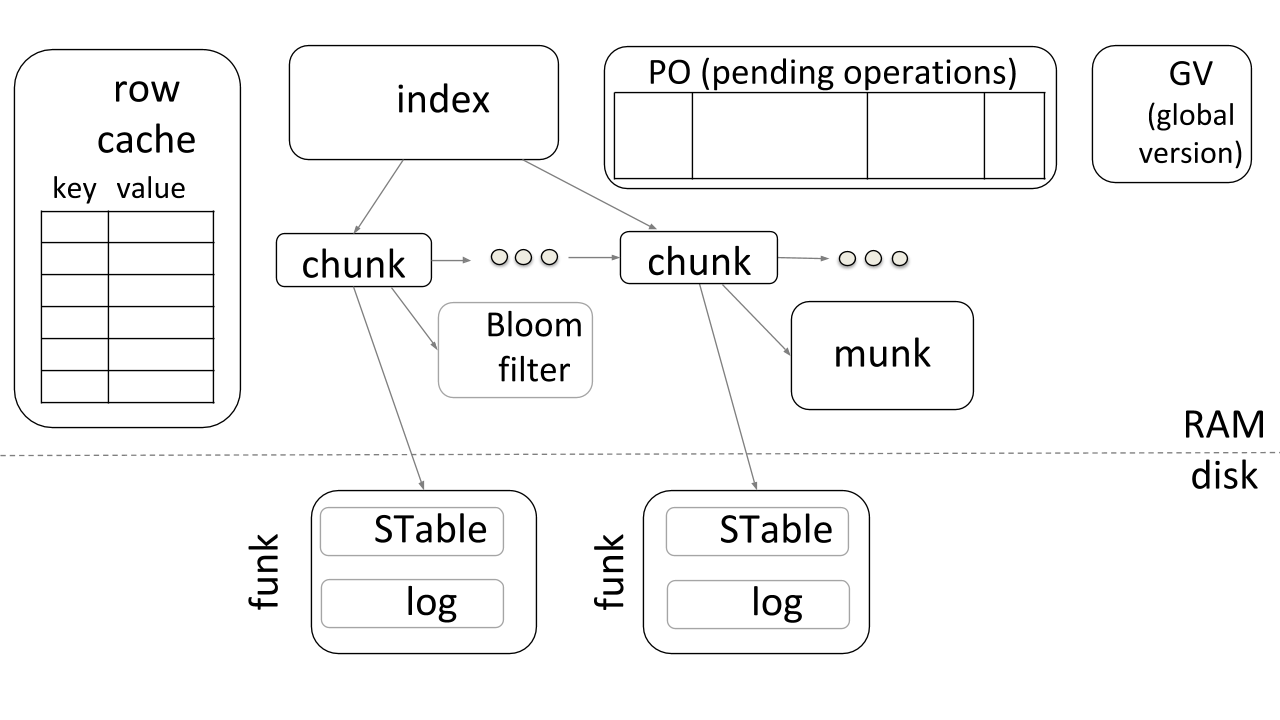 row
cache
key value
index
PO (pending operations)
GV
(global
version)
chunk
chunk
Bloom
filter
munk
RAM
disk
funk
STable
log
funk
STable
log